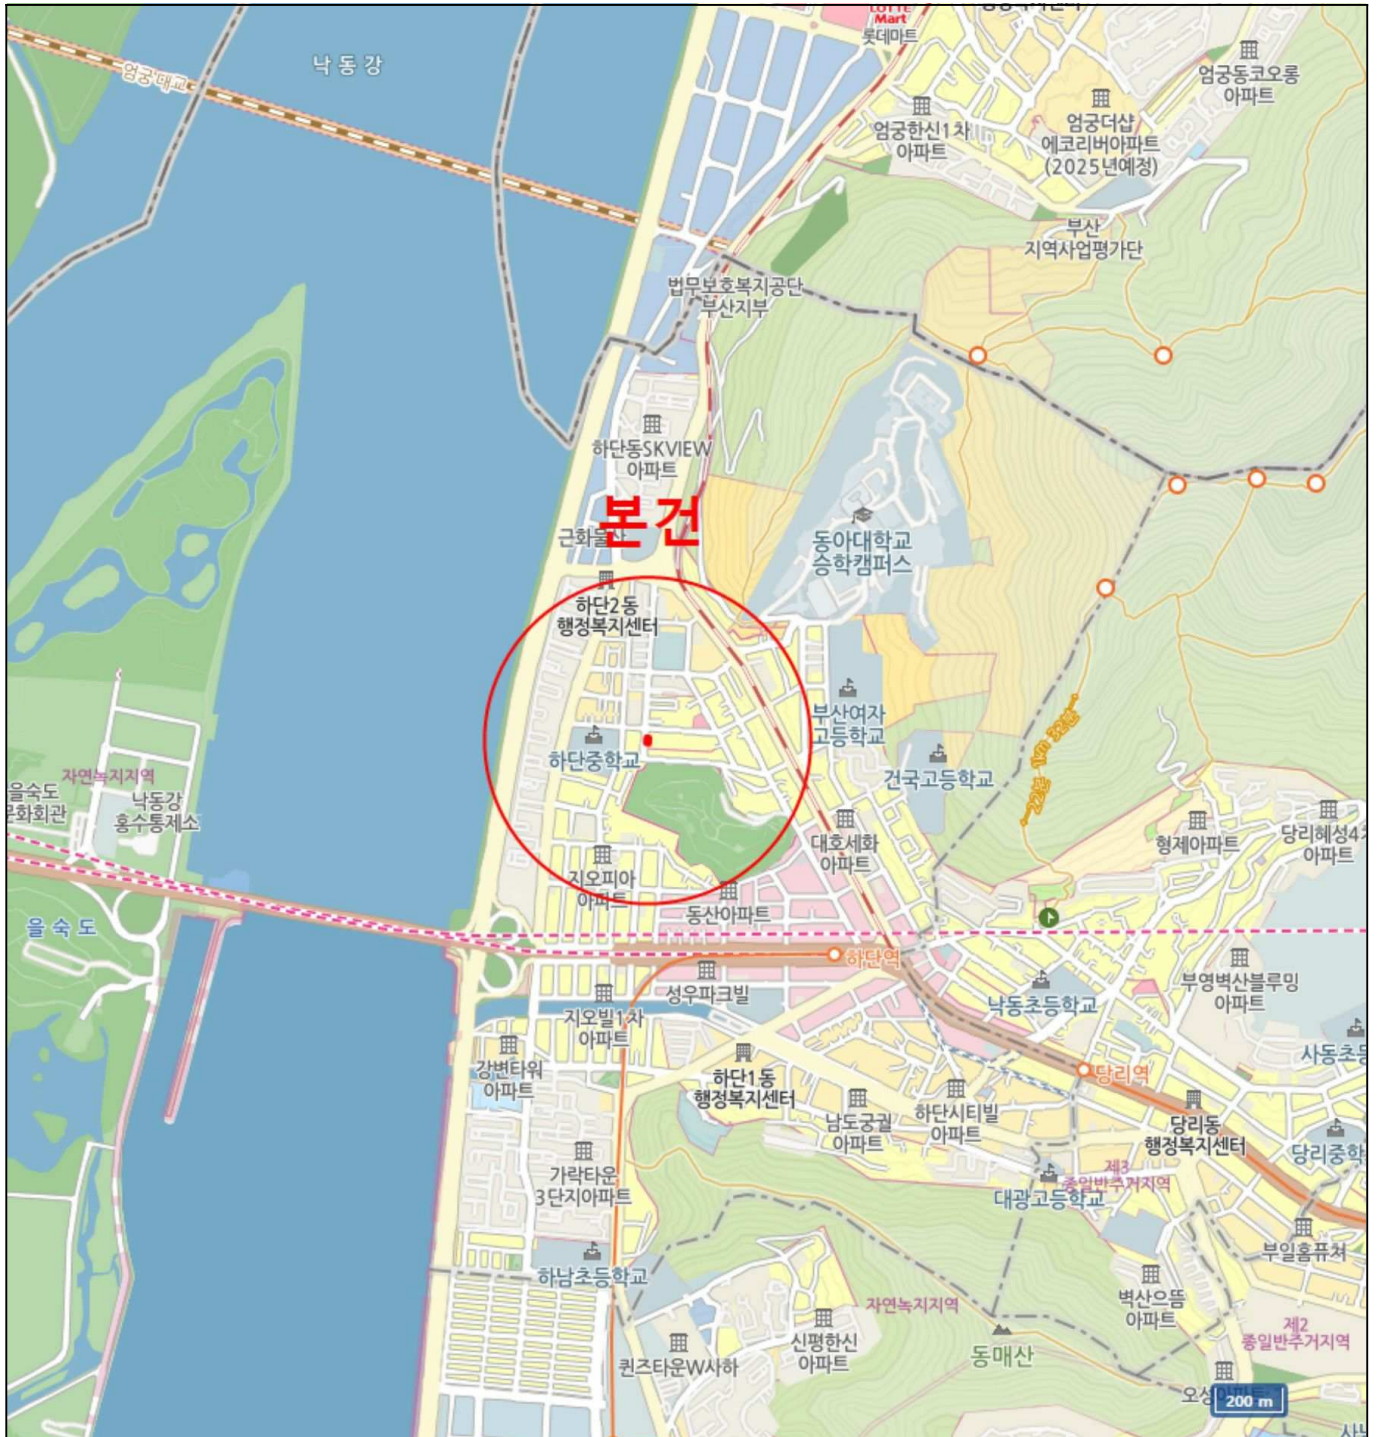 LOTTE
Mart
롯데마트
엄궁동코오롱
아파트
낙동강
엄궁대교
엄궁한신1차
아파트
엄궁더샵
에코리버아파트
(2025년예정)
부산
지역사업평가단
법무보호복지공단
부산지부
하단동SKVIEW
아파트
본건
근화물산
동아대학교
승학캠퍼스
하단2동
행정복지센터
부산여자
고등학교
하단중학교
건국고등학교
←22분 1km 32분→
자연녹지지역
을숙도
문화회관
낙동강
홍수통제소
대호세화
아파트
형제아파트
당리혜성4차
아파트
지오피아
아파트
동산아파트
을숙도
하단역
성우파크빌
낙동초등학교
부영벽산블루밍
아파트
지오빌1차
아파트
강변타워
아파트
하단1동
행정복지센터
사동초등
당리역
남도궁궐
아파트
하단시티빌
아파트
당리동
행정복지센터
당리중학
가락타운
3단지아파트
제3
종일반주거지역
대광고등학교
부일홈퓨처
하남초등학교
벽산으뜸
아파트
자연녹지지역
신평한신
아파트
동매산
제2
종일반주거지역
퀸즈타운W사하
200 m